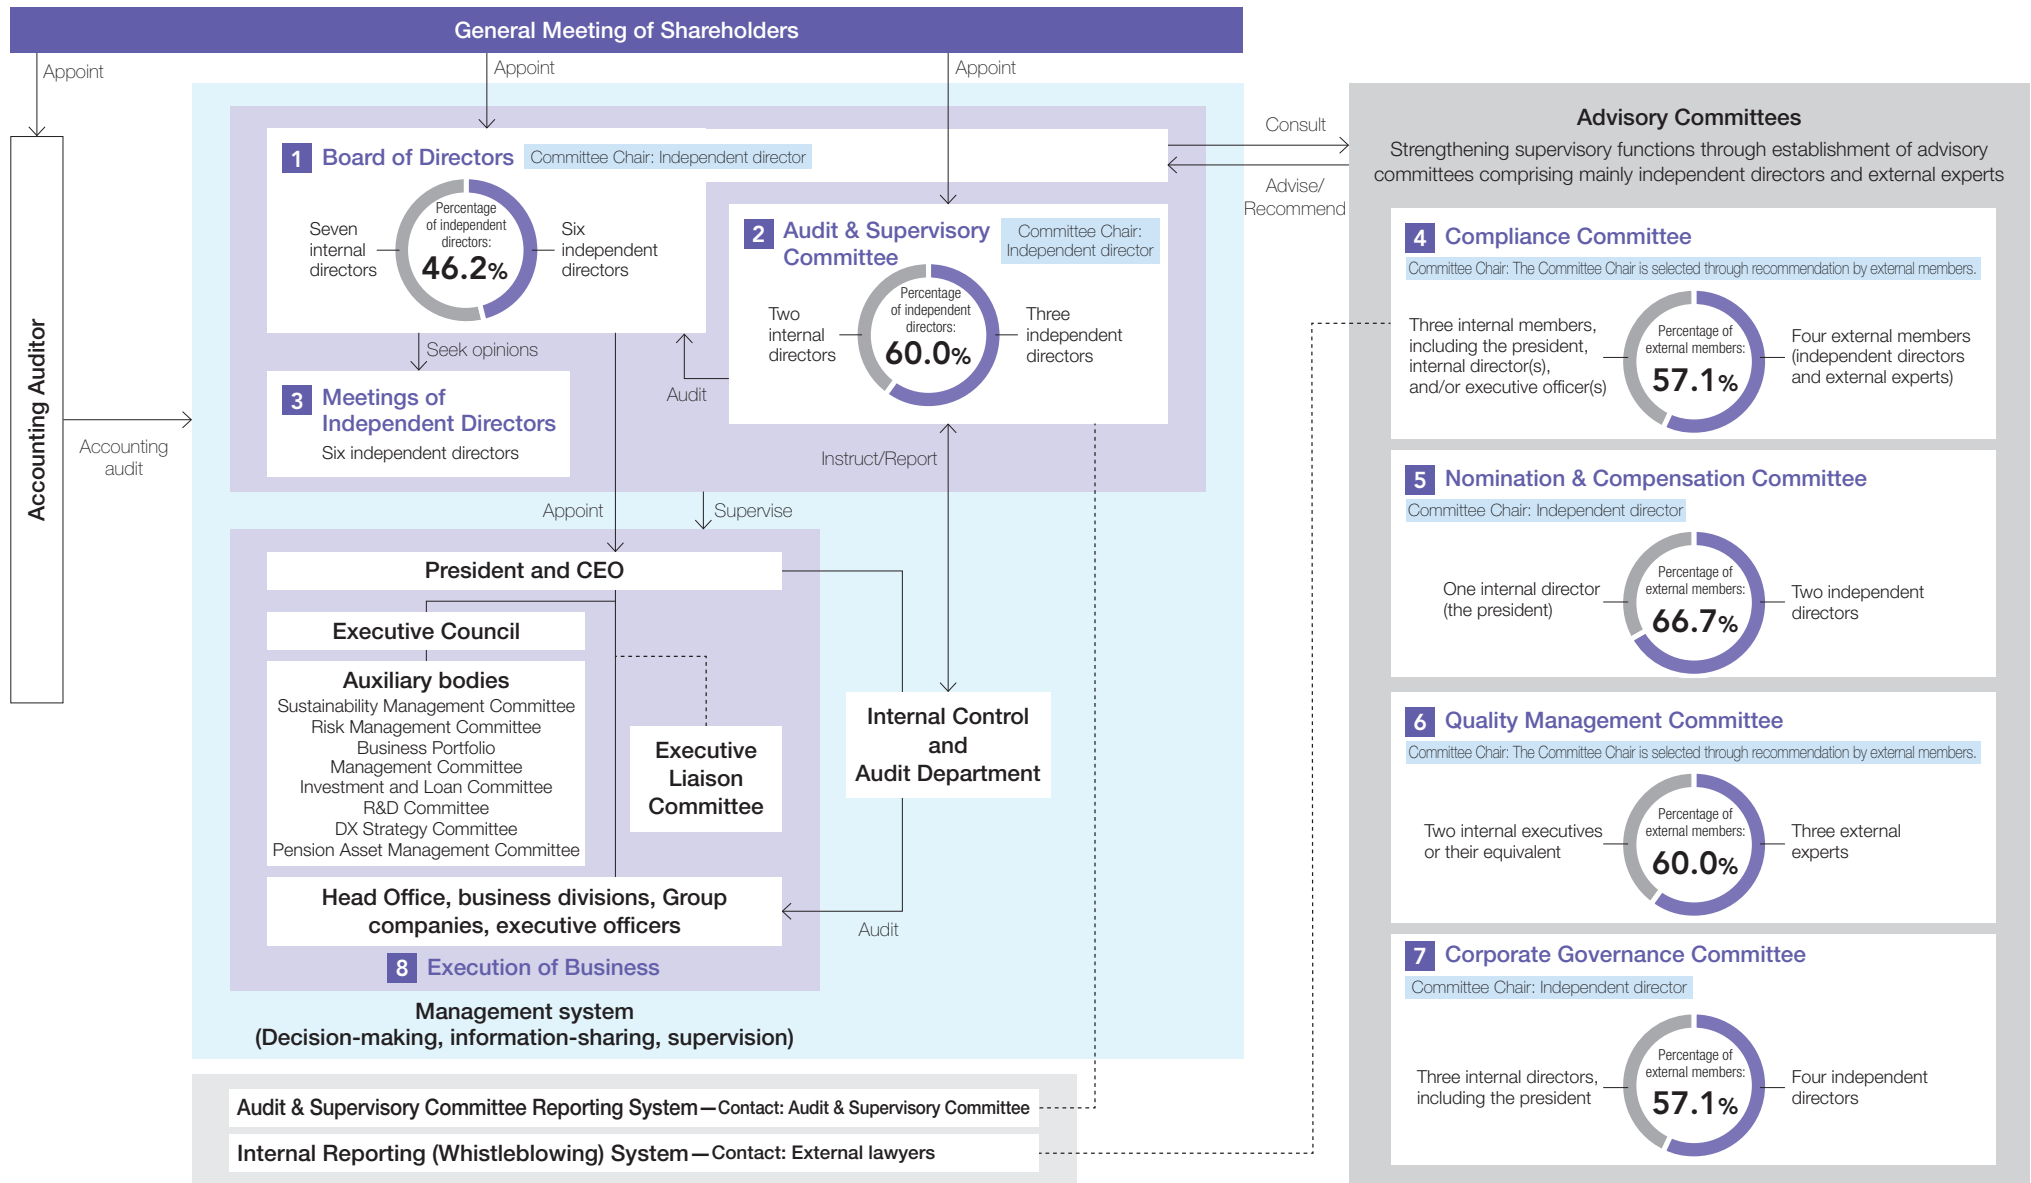 General Meeting of Shareholders
Appoint
Appoint
Appoint
Accounting Auditor
Accounting
audit
1 Board of Directors
Committee Chair: Independent director
Seven
internal
directors
Percentage
of independent
directors:
46.2%
Six
independent
directors
Seek opinions
3 Meetings of
Independent Directors
Six independent directors
2 Audit & Supervisory
Committee
Committee Chair:
Independent director
Two
internal
directors
Percentage
of independent
directors:
60.0%
Three
independent
directors
Audit
Instruct/Report
Appoint
Supervise
President and CEO
Executive Council
Auxiliary bodies
Sustainability Management Committee
Risk Management Committee
Business Portfolio
Management Committee
Investment and Loan Committee
R&D Committee
DX Strategy Committee
Pension Asset Management Committee
Executive
Liaison
Committee
Internal Control
and
Audit Department
Head Office, business divisions, Group
companies, executive officers
Audit
8 Execution of Business
Management system
(Decision-making, information-sharing, supervision)
Audit & Supervisory Committee Reporting System—Contact: Audit & Supervisory Committee
Internal Reporting (Whistleblowing) System—Contact: External lawyers
Consult
Advise/
Recommend
Advisory Committees
Strengthening supervisory functions through establishment of advisory
committees comprising mainly independent directors and external experts
4 Compliance Committee
Committee Chair: The Committee Chair is selected through recommendation by external members.
Three internal members,
including the president,
internal director(s),
and/or executive officer(s)
Percentage of
external members:
57.1%
Four external members
(independent directors
and external experts)
5 Nomination & Compensation Committee
Committee Chair: Independent director
One internal director
(the president)
Percentage of
external members:
66.7%
Two independent
directors
6 Quality Management Committee
Committee Chair: The Committee Chair is selected through recommendation by external members.
Two internal executives
or their equivalent
Percentage of
external members:
60.0%
Three external
experts
7 Corporate Governance Committee
Committee Chair: Independent director
Three internal directors,
including the president
Percentage of
external members:
57.1%
Four independent
directors